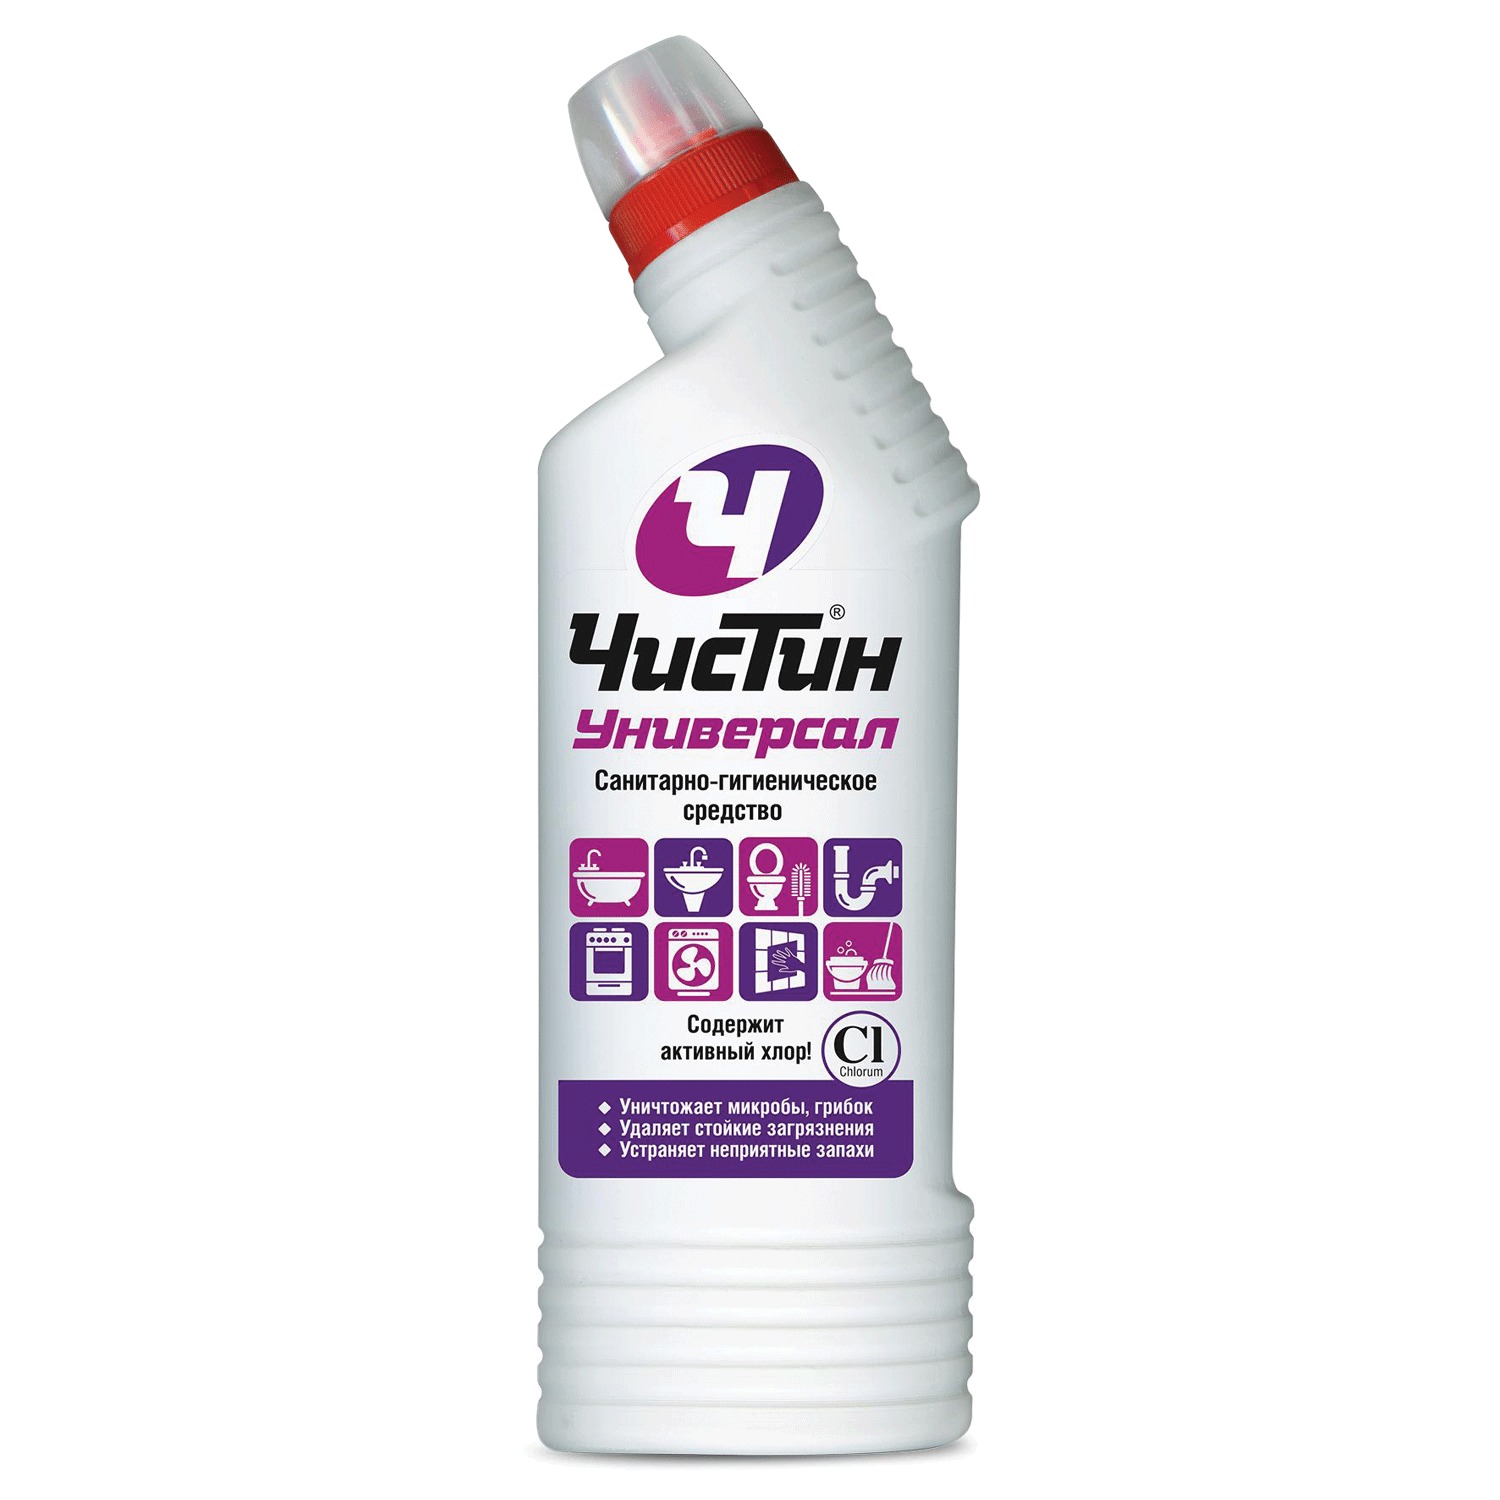 Ч
ЧисТин®
Универсал
Санитарно-гигиеническое
средство
Содержит
активный хлор!
Cl
Chlorum
◆ Уничтожает микробы, грибок
◆ Удаляет стойкие загрязнения
◆ Устраняет неприятные запахи